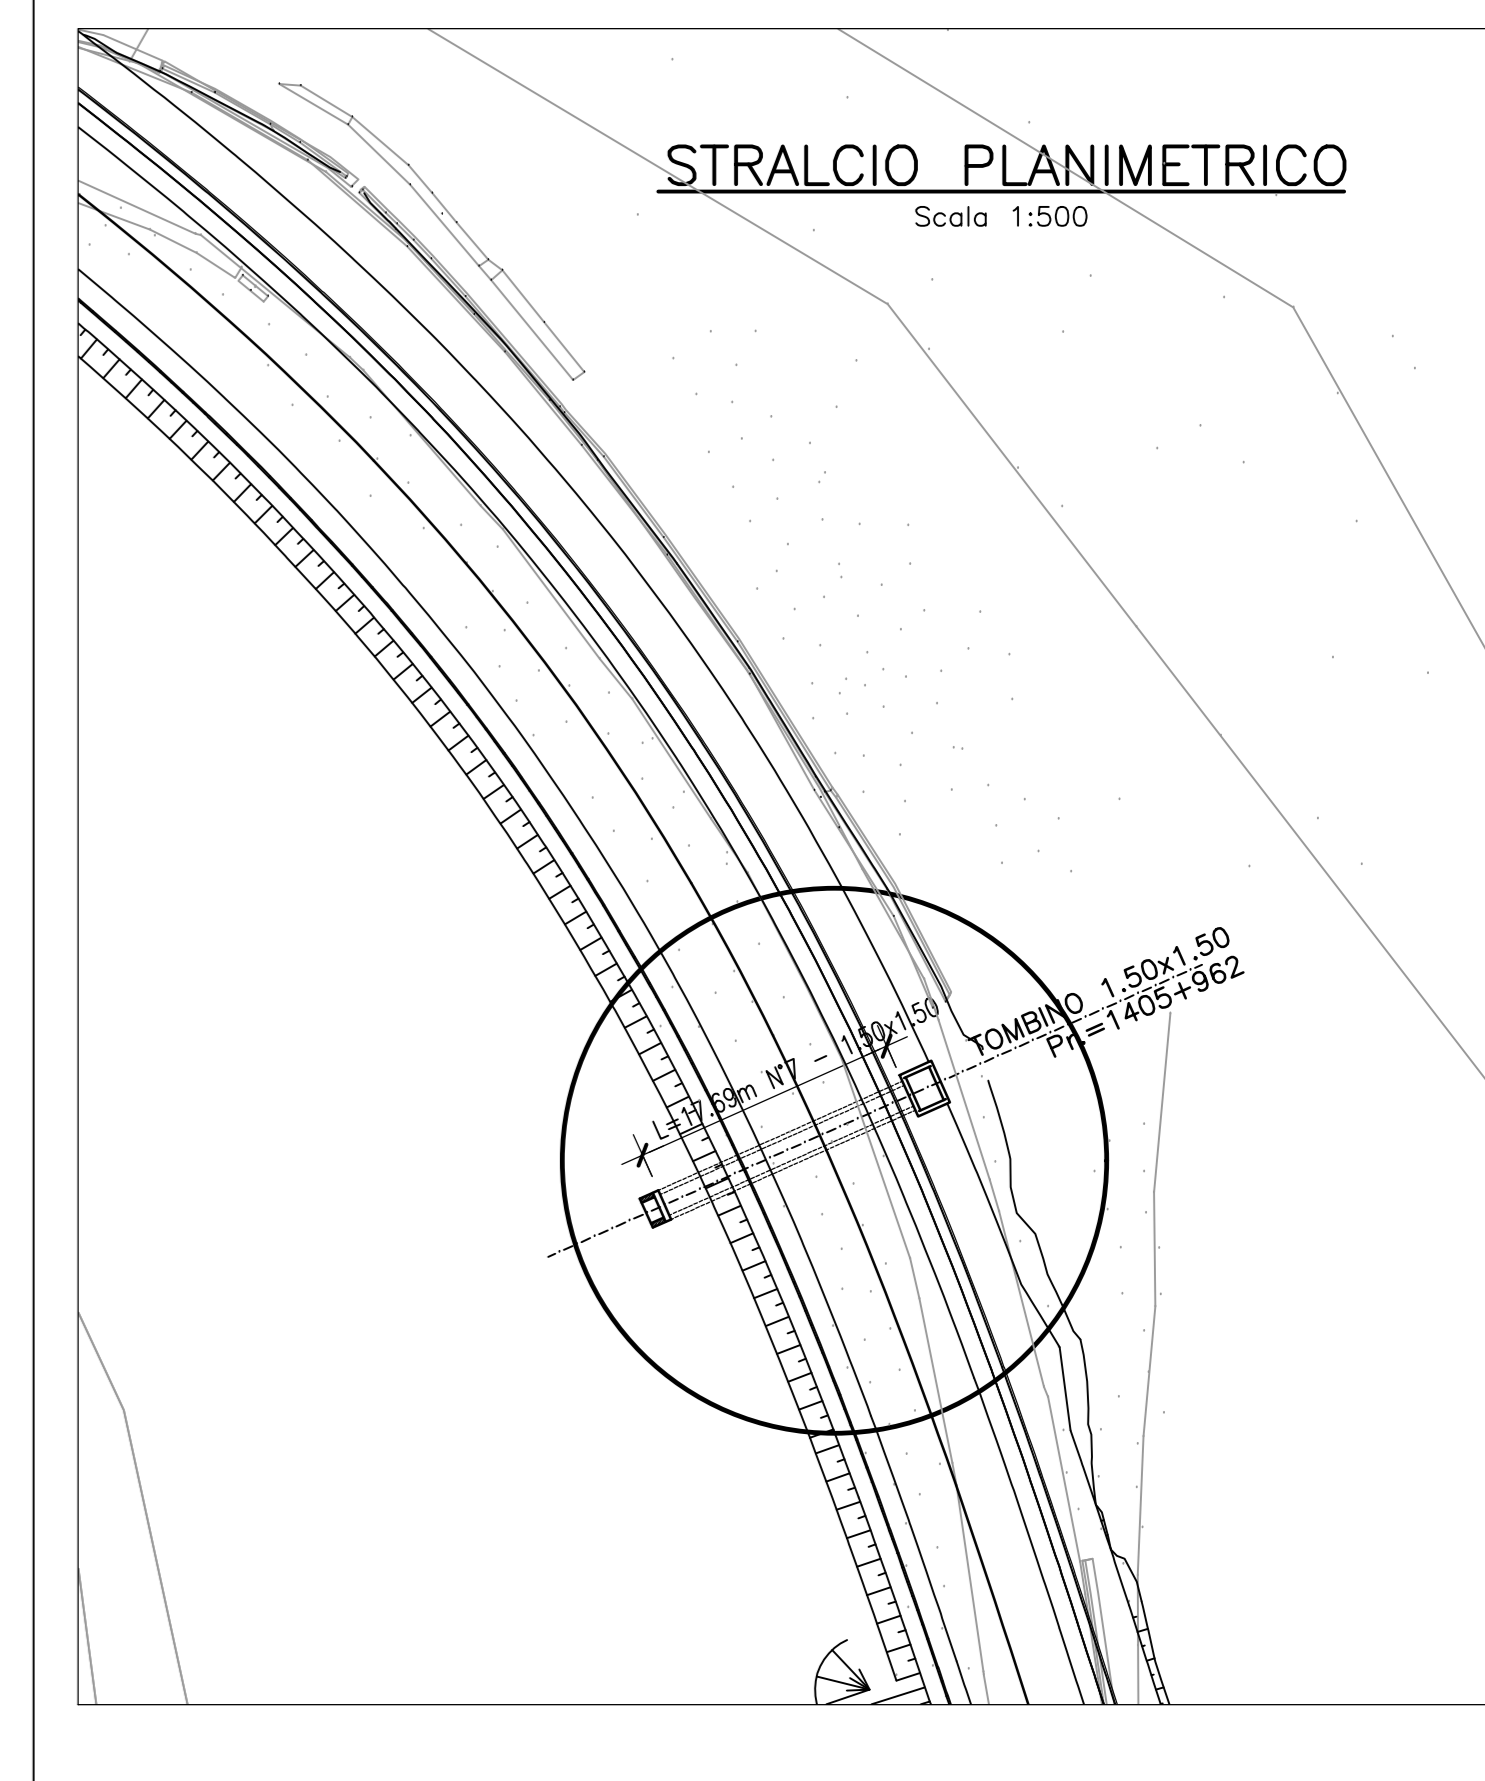 STRALCIO PLANIMETRICO
Scala 1:500
TOMBINO 1.50x1.50
Pr.=1405+962
L=17.69m N°7 - 1.50x1.50